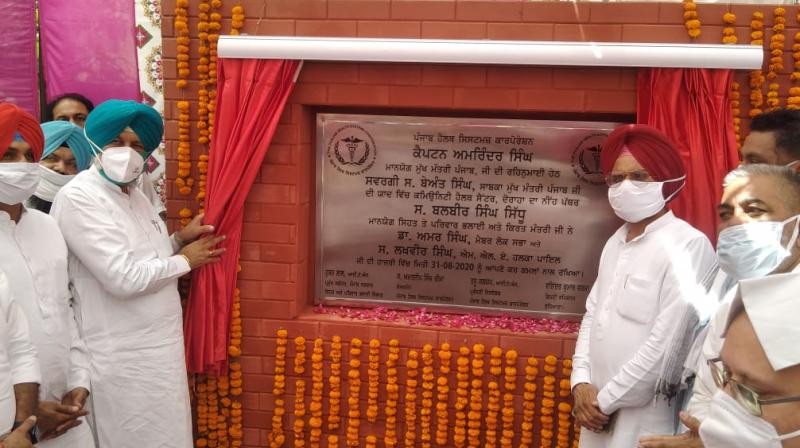 ਪੰਜਾਬ ਹੈਲਥ ਸਿਸਟਮਜ਼ ਕਾਰਪੋਰੇਸ਼ਨ
ਕੈਪਟਨ ਅਮਰਿੰਦਰ ਸਿੰਘ
ਮਾਨਯੋਗ ਮੁੱਖ ਮੰਤਰੀ ਪੰਜਾਬ, ਜੀ ਦੀ ਰਹਿਨੁਮਾਈ ਹੇਠ
ਸਵਰਗੀ ਸ. ਬੇਅੰਤ ਸਿੰਘ, ਸਾਬਕਾ ਮੁੱਖ ਮੰਤਰੀ ਪੰਜਾਬ ਜੀ
ਦੀ ਯਾਦ ਵਿੱਚ ਕਮਿਊਨਿਟੀ ਹੈਲਥ ਸੈਂਟਰ, ਦੋਰਾਹਾ ਦਾ ਨੀਂਹ ਪੱਥਰ
ਸ. ਬਲਬੀਰ ਸਿੰਘ ਸਿੱਧੂ
ਮਾਨਯੋਗ ਸਿਹਤ ਤੇ ਪਰਿਵਾਰ ਭਲਾਈ ਅਤੇ ਕਿਰਤ ਮੰਤਰੀ ਜੀ ਨੇ
ਡਾ. ਅਮਰ ਸਿੰਘ, ਮੈਂਬਰ ਲੋਕ ਸਭਾ ਅਤੇ
ਸ. ਲਖਵੀਰ ਸਿੰਘ, ਐਮ. ਐਲ. ਏ. ਹਲਕਾ ਪਾਇਲ
ਜੀ ਦੀ ਹਾਜ਼ਰੀ ਵਿੱਚ ਮਿਤੀ 31-08-2020 ਨੂੰ ਆਪਣੇ ਕਰ ਕਮਲਾਂ ਨਾਲ ਰੱਖਿਆ।